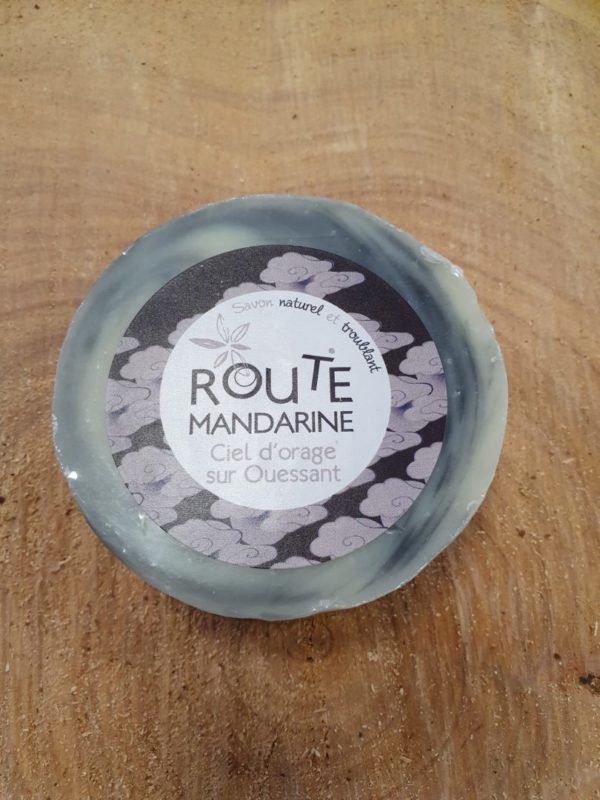 Savon naturel et troublant
ROUTE
MANDARINE
Ciel d'orage
sur Ouessant